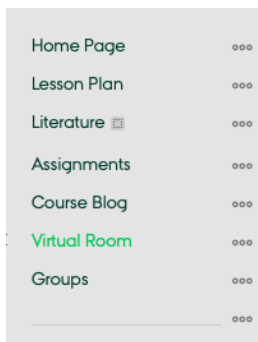 Home Page
Lesson Plan
Literature
Assignments
Course Blog
Virtual Room
Groups